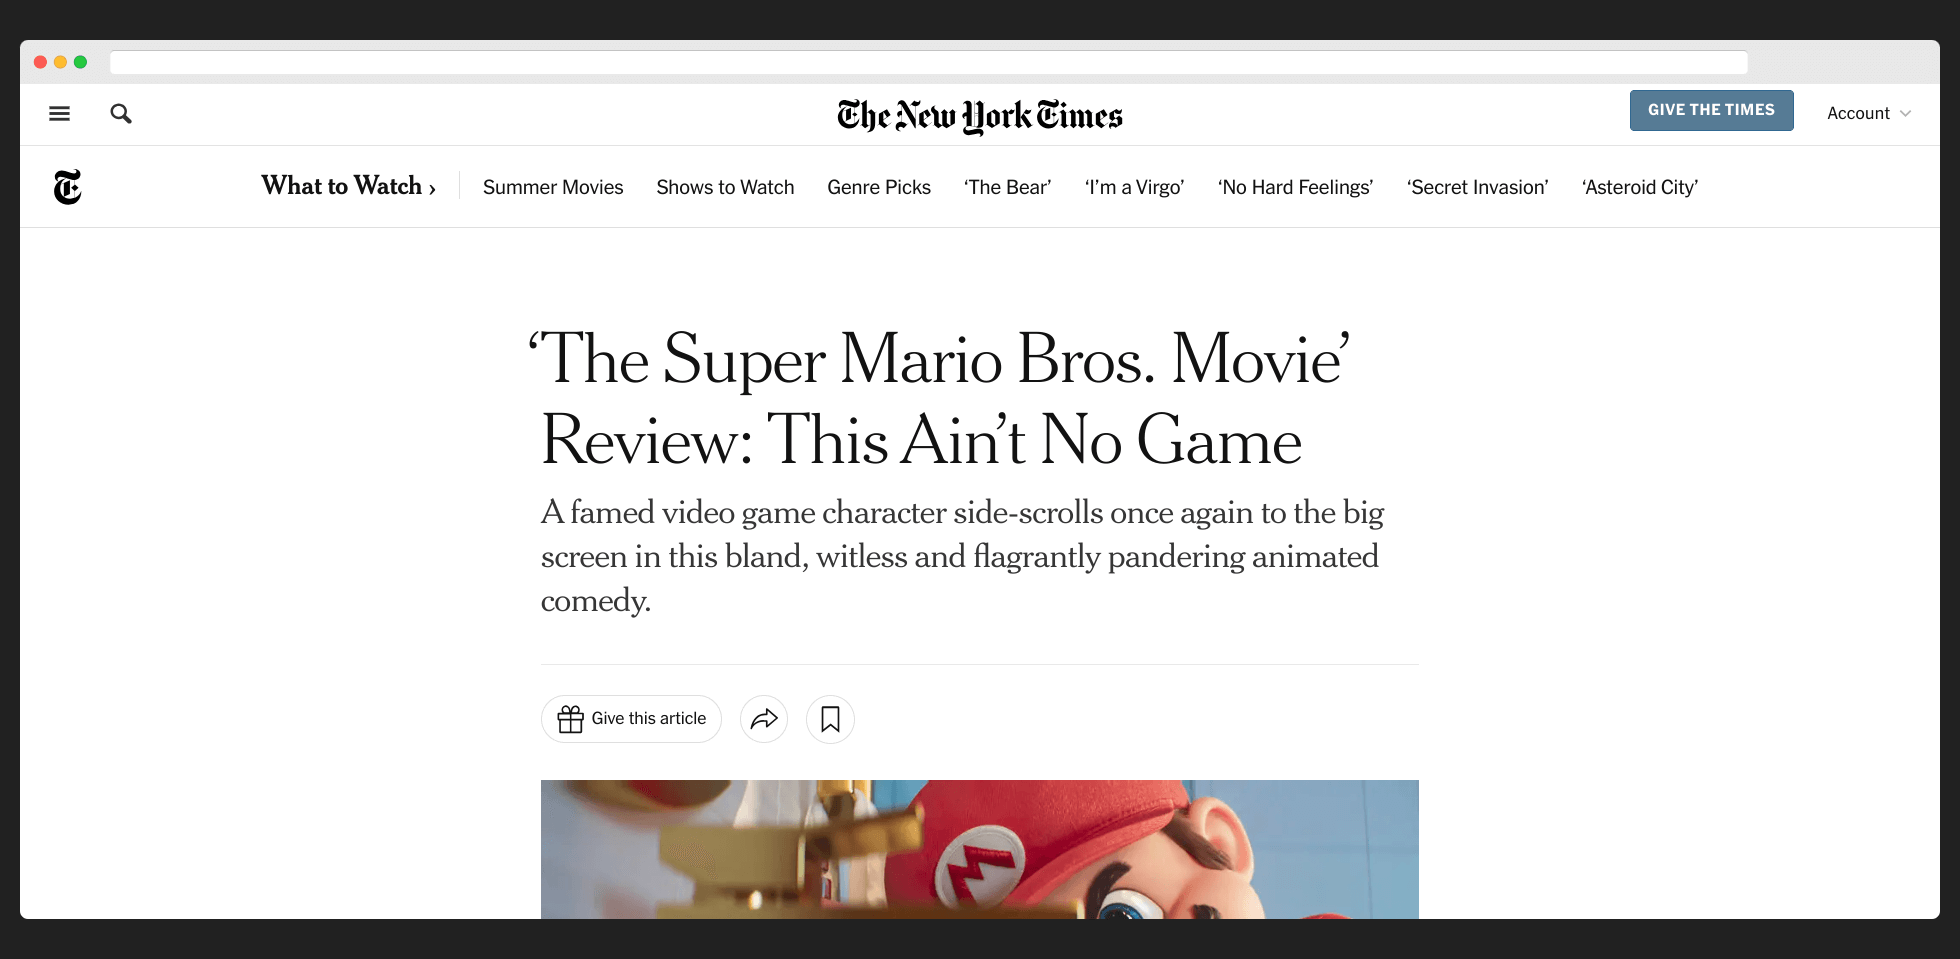 The New York Times
GIVE THE TIMES
Account
What to Watch ›
Summer Movies
Shows to Watch
Genre Picks
‘The Bear’
‘I’m a Virgo’
‘No Hard Feelings’
‘Secret Invasion’
‘Asteroid City’
‘The Super Mario Bros. Movie’
Review: This Ain’t No Game
A famed video game character side-scrolls once again to the big
screen in this bland, witless and flagrantly pandering animated
comedy.
Give this article
M